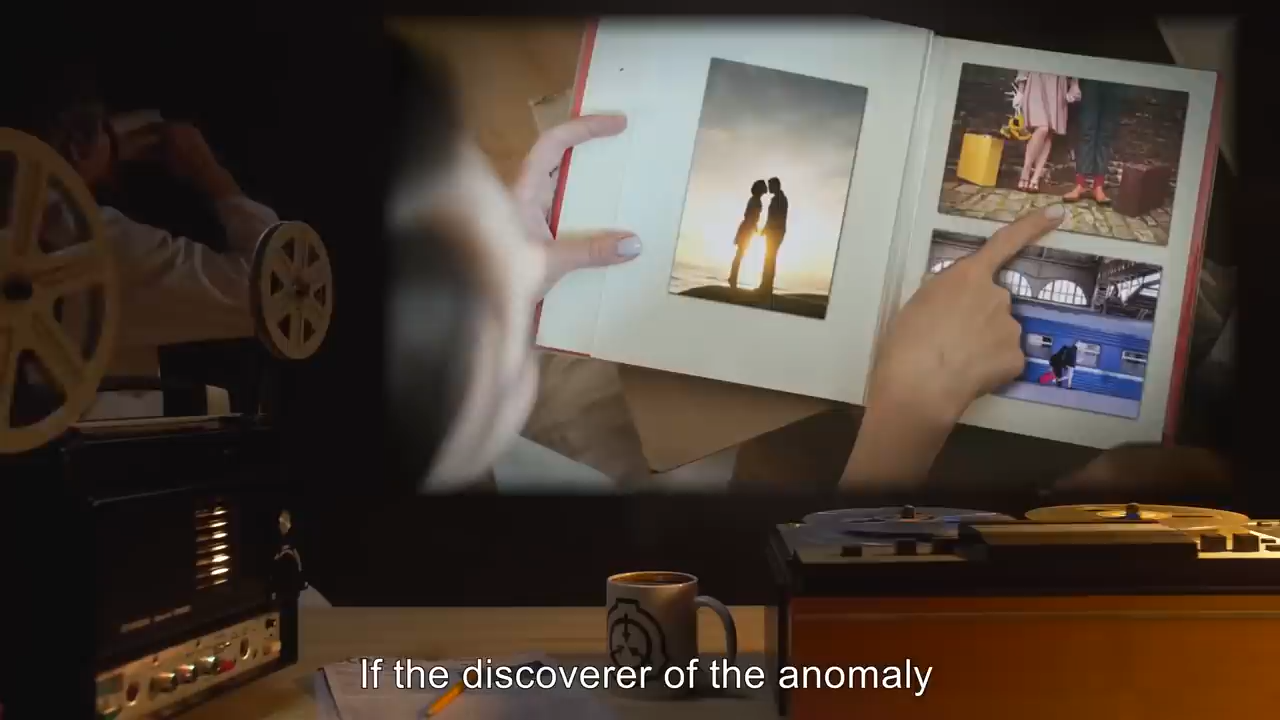 If the discoverer of the anomaly